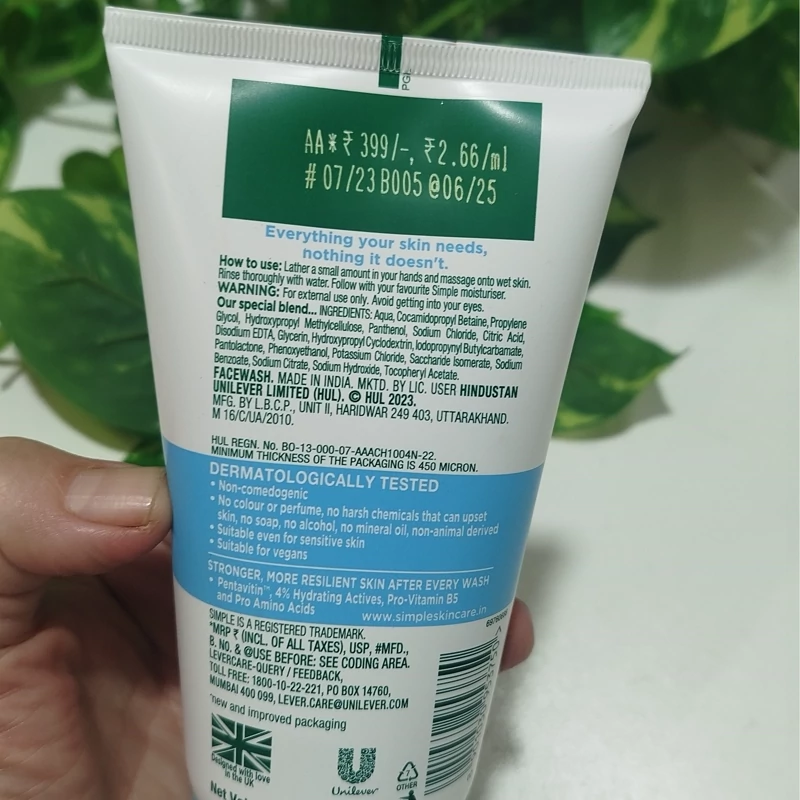 PGI
AA*₹ 399/-, ₹2.66/ml
# 07/23 B005 @06/25
Everything your skin needs,
nothing it doesn't.
How to use: Lather a small amount in your hands and massage onto wet skin.
Rinse thoroughly with water. Follow with your favourite Simple moisturiser.
WARNING: For external use only. Avoid getting into your eyes.
Our special blend... INGREDIENTS: Aqua, Cocamidopropyl Betaine, Propylene
Glycol, Hydroxypropyl Methylcellulose, Panthenol, Sodium Chloride, Citric Acid,
Disodium EDTA, Glycerin, Hydroxypropyl Cyclodextrin, Iodopropynyl Butylcarbamate,
Pantolactone, Phenoxyethanol, Potassium Chloride, Saccharide Isomerate, Sodium
Benzoate, Sodium Citrate, Sodium Hydroxide, Tocopheryl Acetate.
FACEWASH. MADE IN INDIA. MKTD. BY LIC. USER HINDUSTAN
UNILEVER LIMITED (HUL). © HUL 2023.
MFG. BY L.B.C.P., UNIT II, HARIDWAR 249 403, UTTARAKHAND.
M 16/C/UA/2010.
HUL REGN. No. BO-13-000-07-AAACH1004N-22.
MINIMUM THICKNESS OF THE PACKAGING IS 450 MICRON.
DERMATOLOGICALLY TESTED
• Non-comedogenic
• No colour or perfume, no harsh chemicals that can upset
skin, no soap, no alcohol, no mineral oil, non-animal derived
• Suitable even for sensitive skin
• Suitable for vegans
STRONGER, MORE RESILIENT SKIN AFTER EVERY WASH
• Pentavitin™, 4% Hydrating Actives, Pro-Vitamin B5
and Pro Amino Acids
www.simpleskincare.in
SIMPLE IS A REGISTERED TRADEMARK.
*MRP ₹ (INCL. OF ALL TAXES), USP, #MFD.,
B. NO. & @USE BEFORE: SEE CODING AREA.
LEVERCARE-QUERY / FEEDBACK,
TOLL FREE: 1800-10-22-221, PO BOX 14760,
MUMBAI 400 099, LEVER.CARE@UNILEVER.COM
*new and improved packaging
Designed with love
in the UK
Unilever
7
OTHER